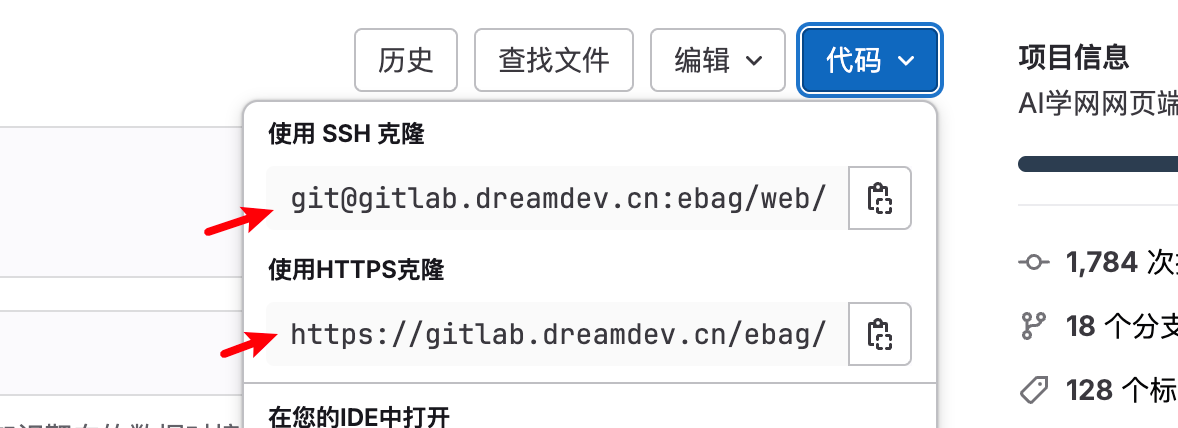 历史
查找文件
编辑
代码
项目信息
AI学网网页端
使用 SSH 克隆
git@gitlab.dreamdev.cn:ebag/web/
使用HTTPS克隆
https://gitlab.dreamdev.cn/ebag/
在您的IDE中打开
1,784 次
18 个分支
128 个标